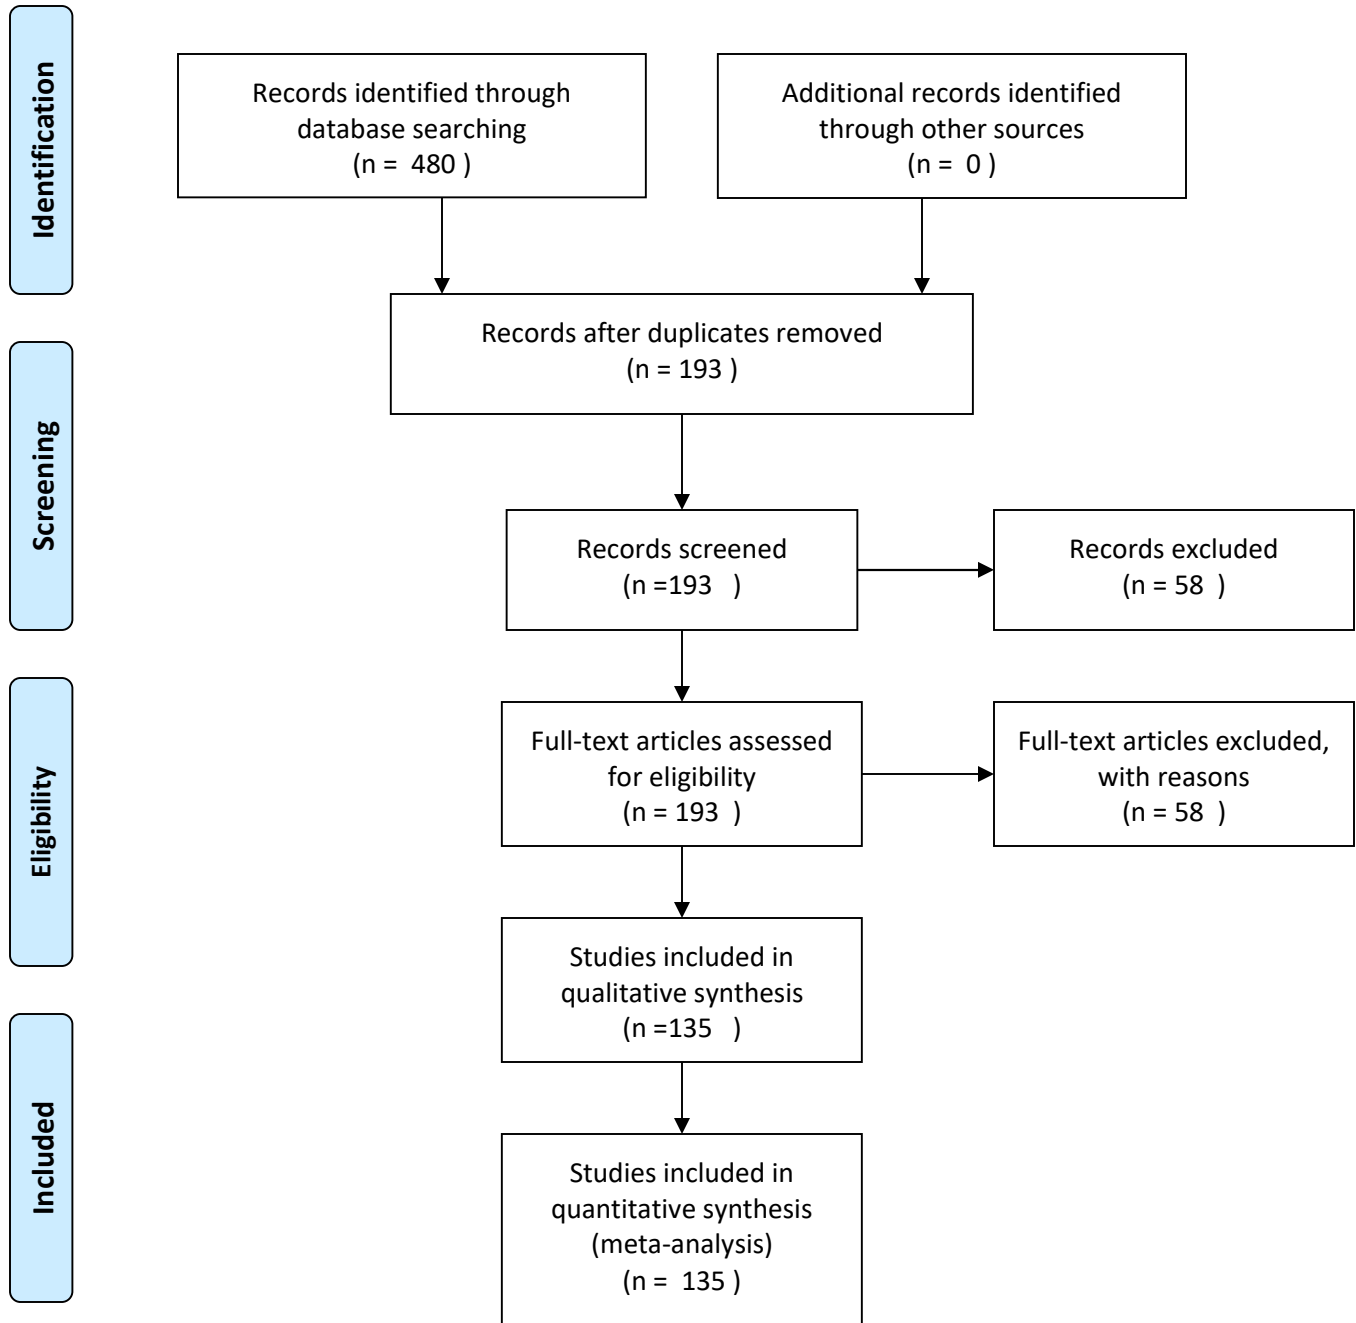 Identification
Records identified through
database searching
(n = 480 )
Additional records identified
through other sources
(n = 0 )
Records after duplicates removed
(n = 193 )
Screening
Records screened
(n =193 )
Records excluded
(n = 58 )
Eligibility
Full-text articles assessed
for eligibility
(n = 193 )
Full-text articles excluded,
with reasons
(n = 58 )
Studies included in
qualitative synthesis
(n =135 )
Included
Studies included in
quantitative synthesis
(meta-analysis)
(n = 135 )